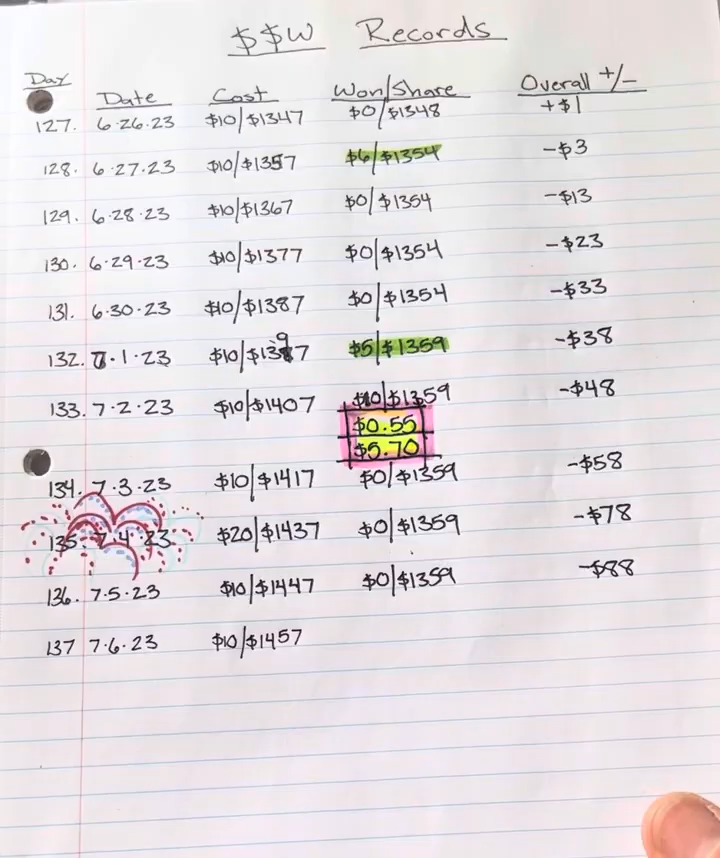 $$W Records
Day Date Cost Won/Share Overall +/-
127. 6.26.23 $10/$1347 $0/$1348 +$1
128. 6.27.23 $10/$1357 $6/$1354 -$3
129. 6.28.23 $10/$1367 $0/$1354 -$13
130. 6.29.23 $10/$1377 $0/$1354 -$23
131. 6.30.23 $10/$1387 $0/$1354 -$33
132. 7.1.23 $10/$1397 $5/$1359 -$38
133. 7.2.23 $10/$1407 $0/$1359 -$48
$0.55
$5.70
134. 7.3.23 $10/$1417 $0/$1359 -$58
135. 7.4.23 $20/$1437 $0/$1359 -$78
136. 7.5.23 $10/$1447 $0/$1359 -$88
137 7.6.23 $10/$1457